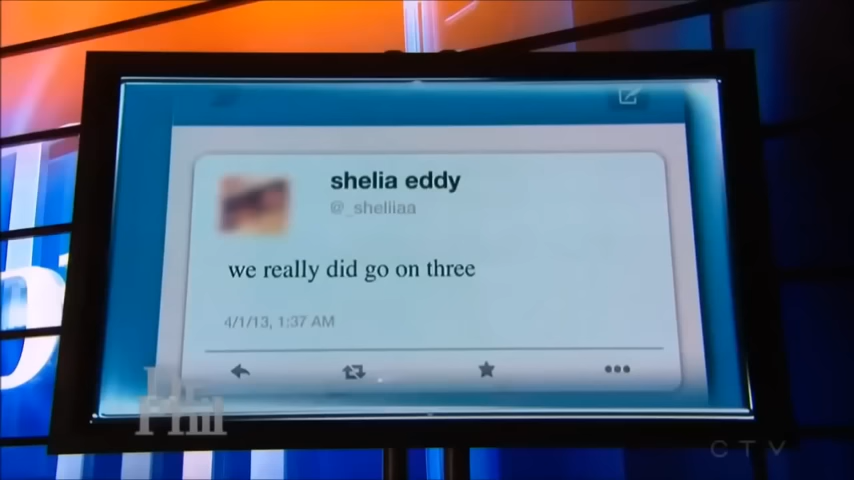 shelia eddy
@_sheliiaa
we really did go on three
4/1/13, 1:37 AM
Dr.
Phil
CTV